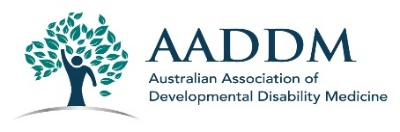 AADDM
Australian Association of
Developmental Disability Medicine